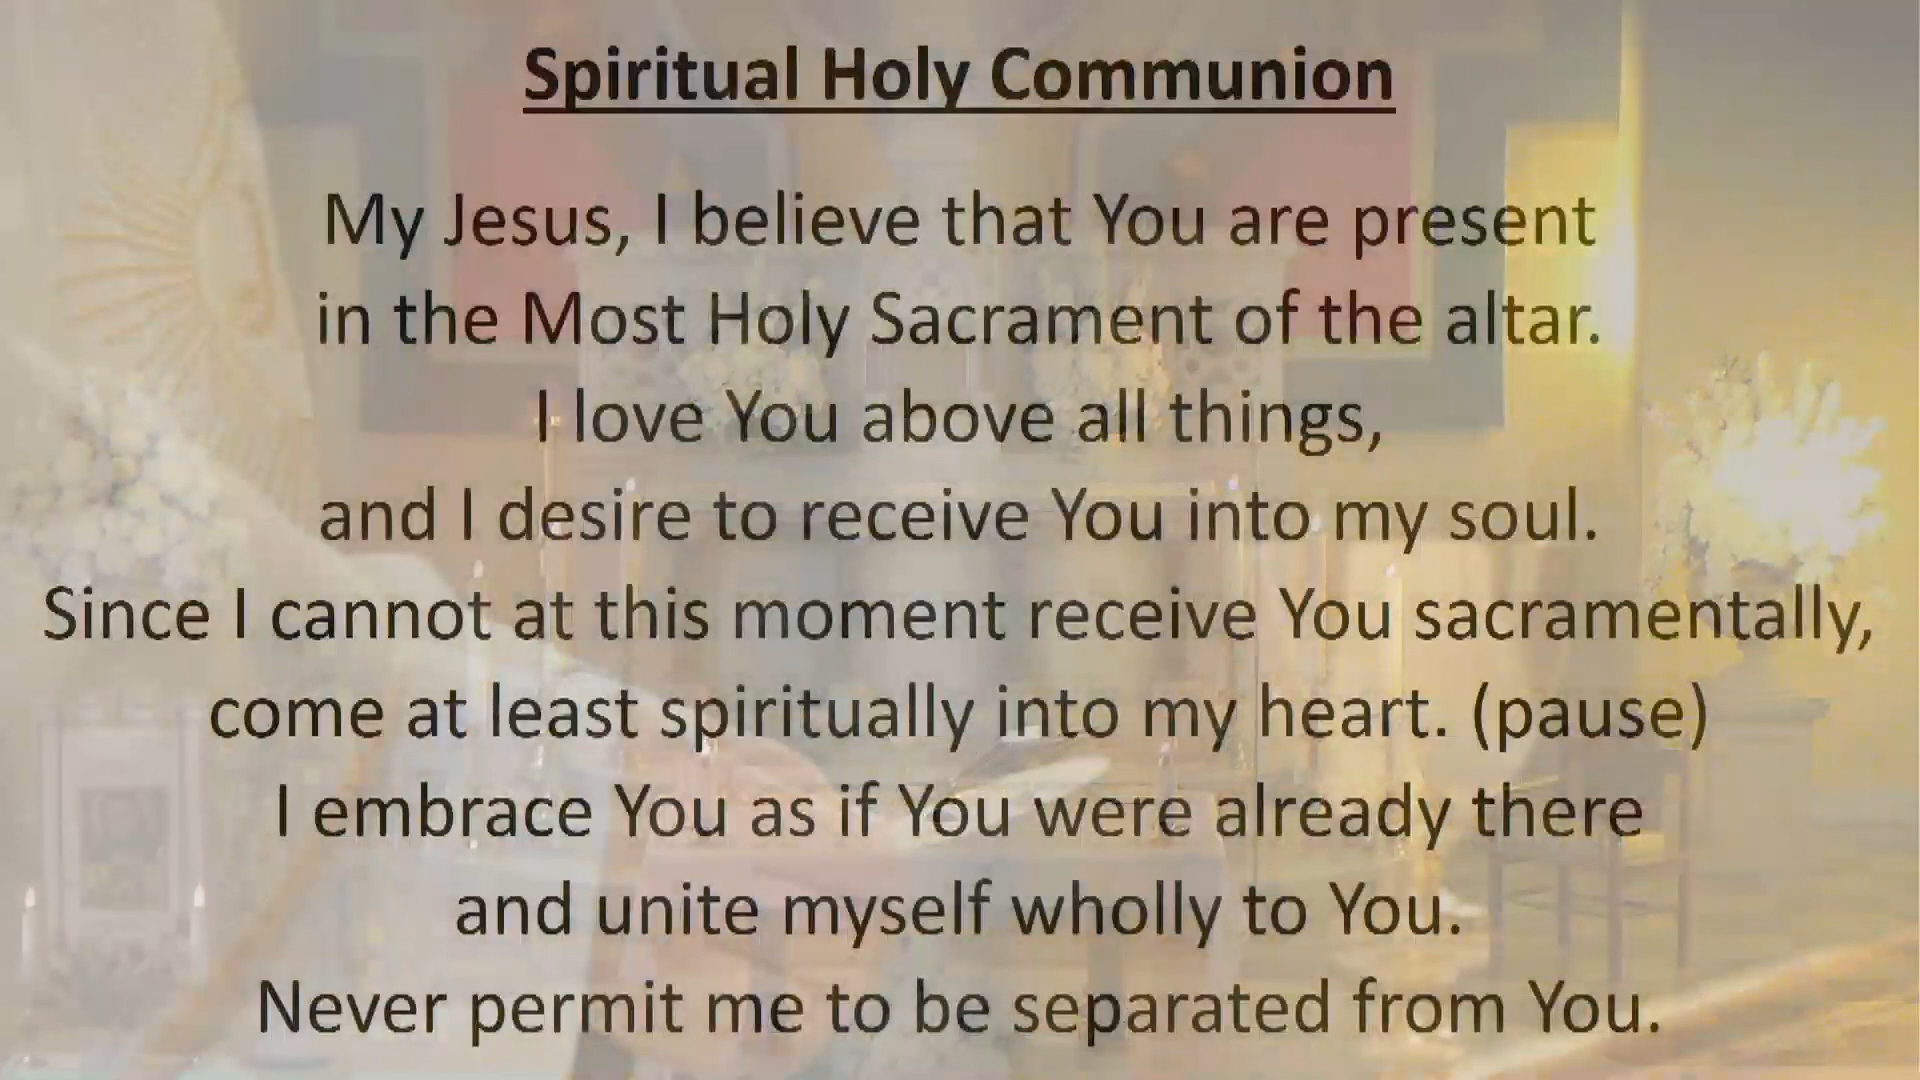 Spiritual Holy Communion
My Jesus, I believe that You are present
in the Most Holy Sacrament of the altar.
I love You above all things,
and I desire to receive You into my soul.
Since I cannot at this moment receive You sacramentally,
come at least spiritually into my heart. (pause)
I embrace You as if You were already there
and unite myself wholly to You.
Never permit me to be separated from You.